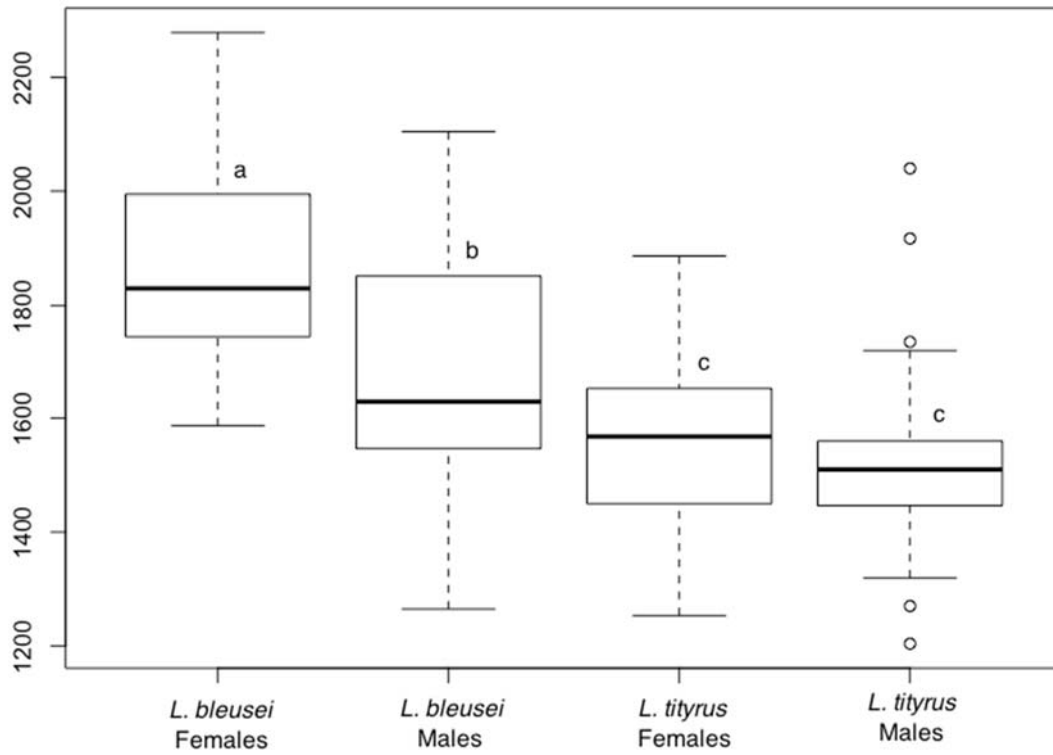 2200
2000
1800
1600
1400
1200
a
b
c
c
L. bleusei
Females
L. bleusei
Males
L. tityrus
Females
L. tityrus
Males